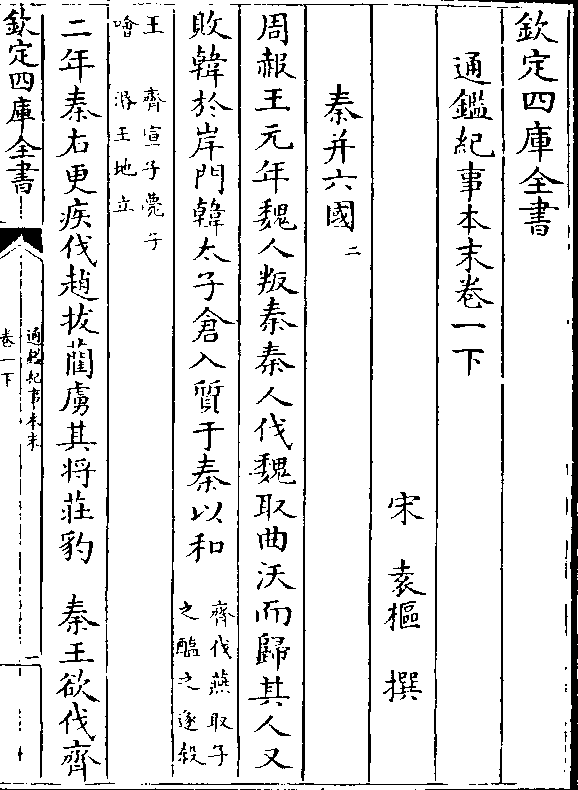 欽定四庫全書
通鑑紀事本末卷一下
宋 袁樞 撰
秦并六國二
周赧王元年魏人叛秦秦人伐魏取曲沃而歸其人又
敗韓於岸門韓太子倉入質于秦以和 齊伐燕取子
之醢之遂殺
王 齊宣子薨子
噲 湣王地立
二年秦右更疾伐趙拔藺虜其將莊豹 秦王欲伐齊
欽定四庫全書
通鑑紀事本末
卷一下
二